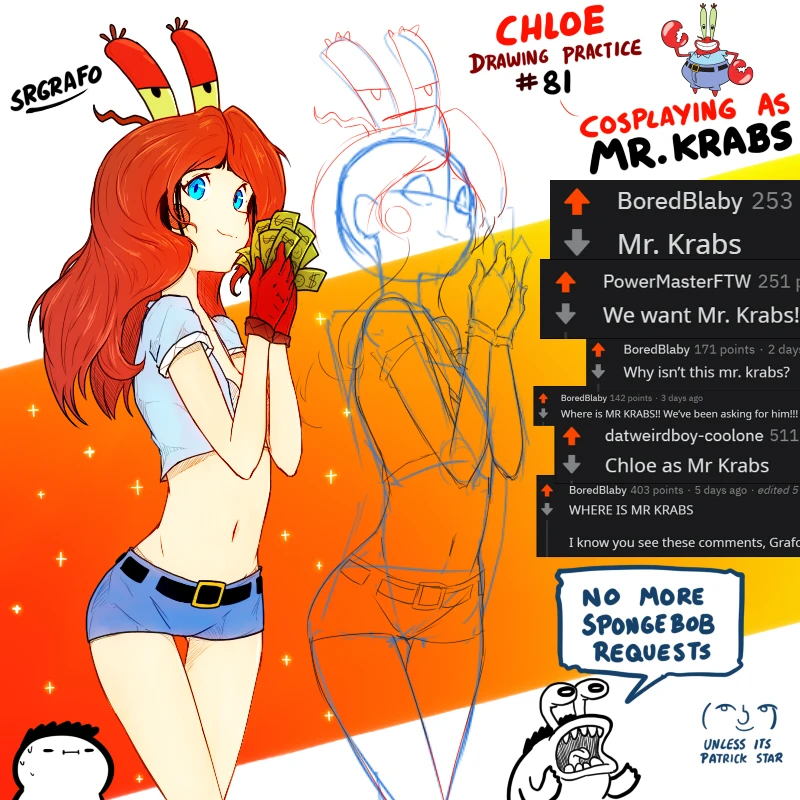 SRGRAFO
CHLOE
DRAWING PRACTICE
#81
COSPLAYING AS
MR. KRABS
BoredBlaby 253
Mr. Krabs
PowerMasterFTW 251 p
We want Mr. Krabs!
BoredBlaby 171 points · 2 days
Why isn't this mr. krabs?
BoredBlaby 142 points · 3 days ago
Where is MR KRABS!! We've been asking for him!!!
datweirdboy-coolone 511
Chloe as Mr Krabs
BoredBlaby 403 points · 5 days ago · edited 5
WHERE IS MR KRABS
I know you see these comments, Grafo
NO MORE
SPONGEBOB
REQUESTS
( ͡° ͜ʖ ͡°)
UNLESS ITS
PATRICK STAR